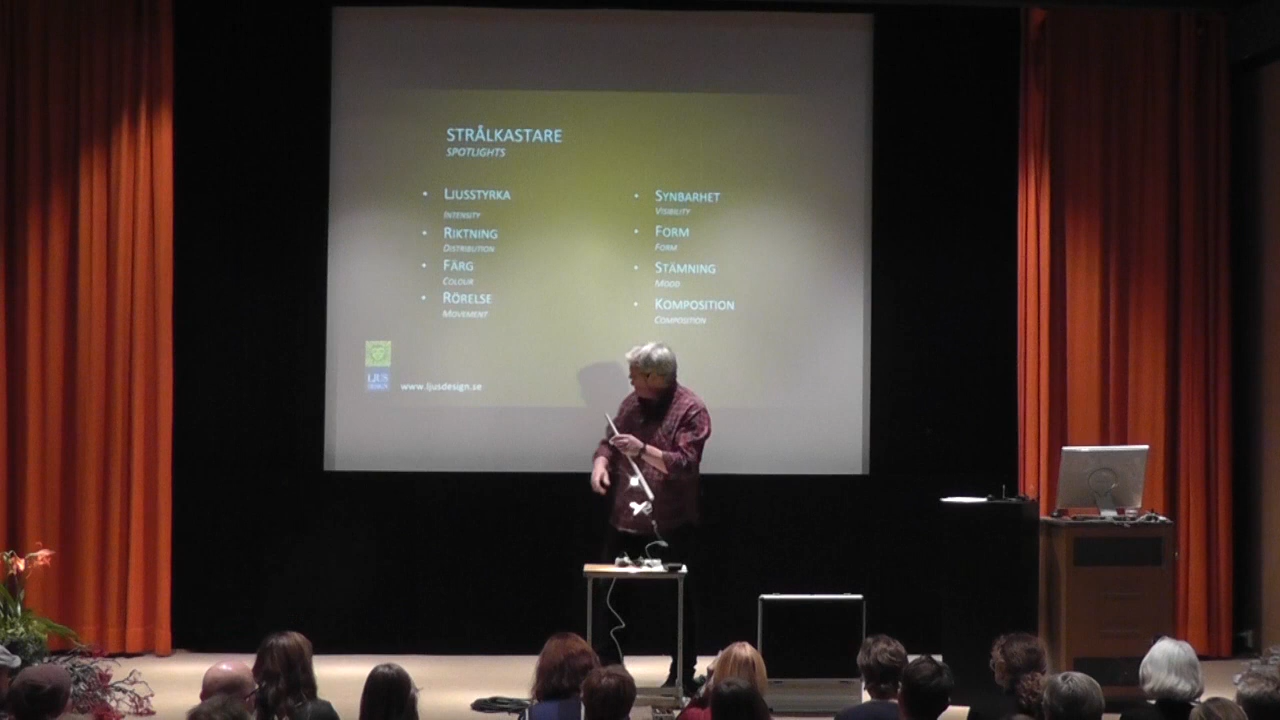 STRÅLKASTARE
SPOTLIGHTS
• LJUSSTYRKA
INTENSITY
• RIKTNING
DISTRIBUTION
• FÄRG
COLOUR
• RÖRELSE
MOVEMENT
• SYNBARHET
VISIBILITY
• FORM
FORM
• STÄMNING
MOOD
• KOMPOSITION
COMPOSITION
LJUS
DESIGN
www.ljusdesign.se